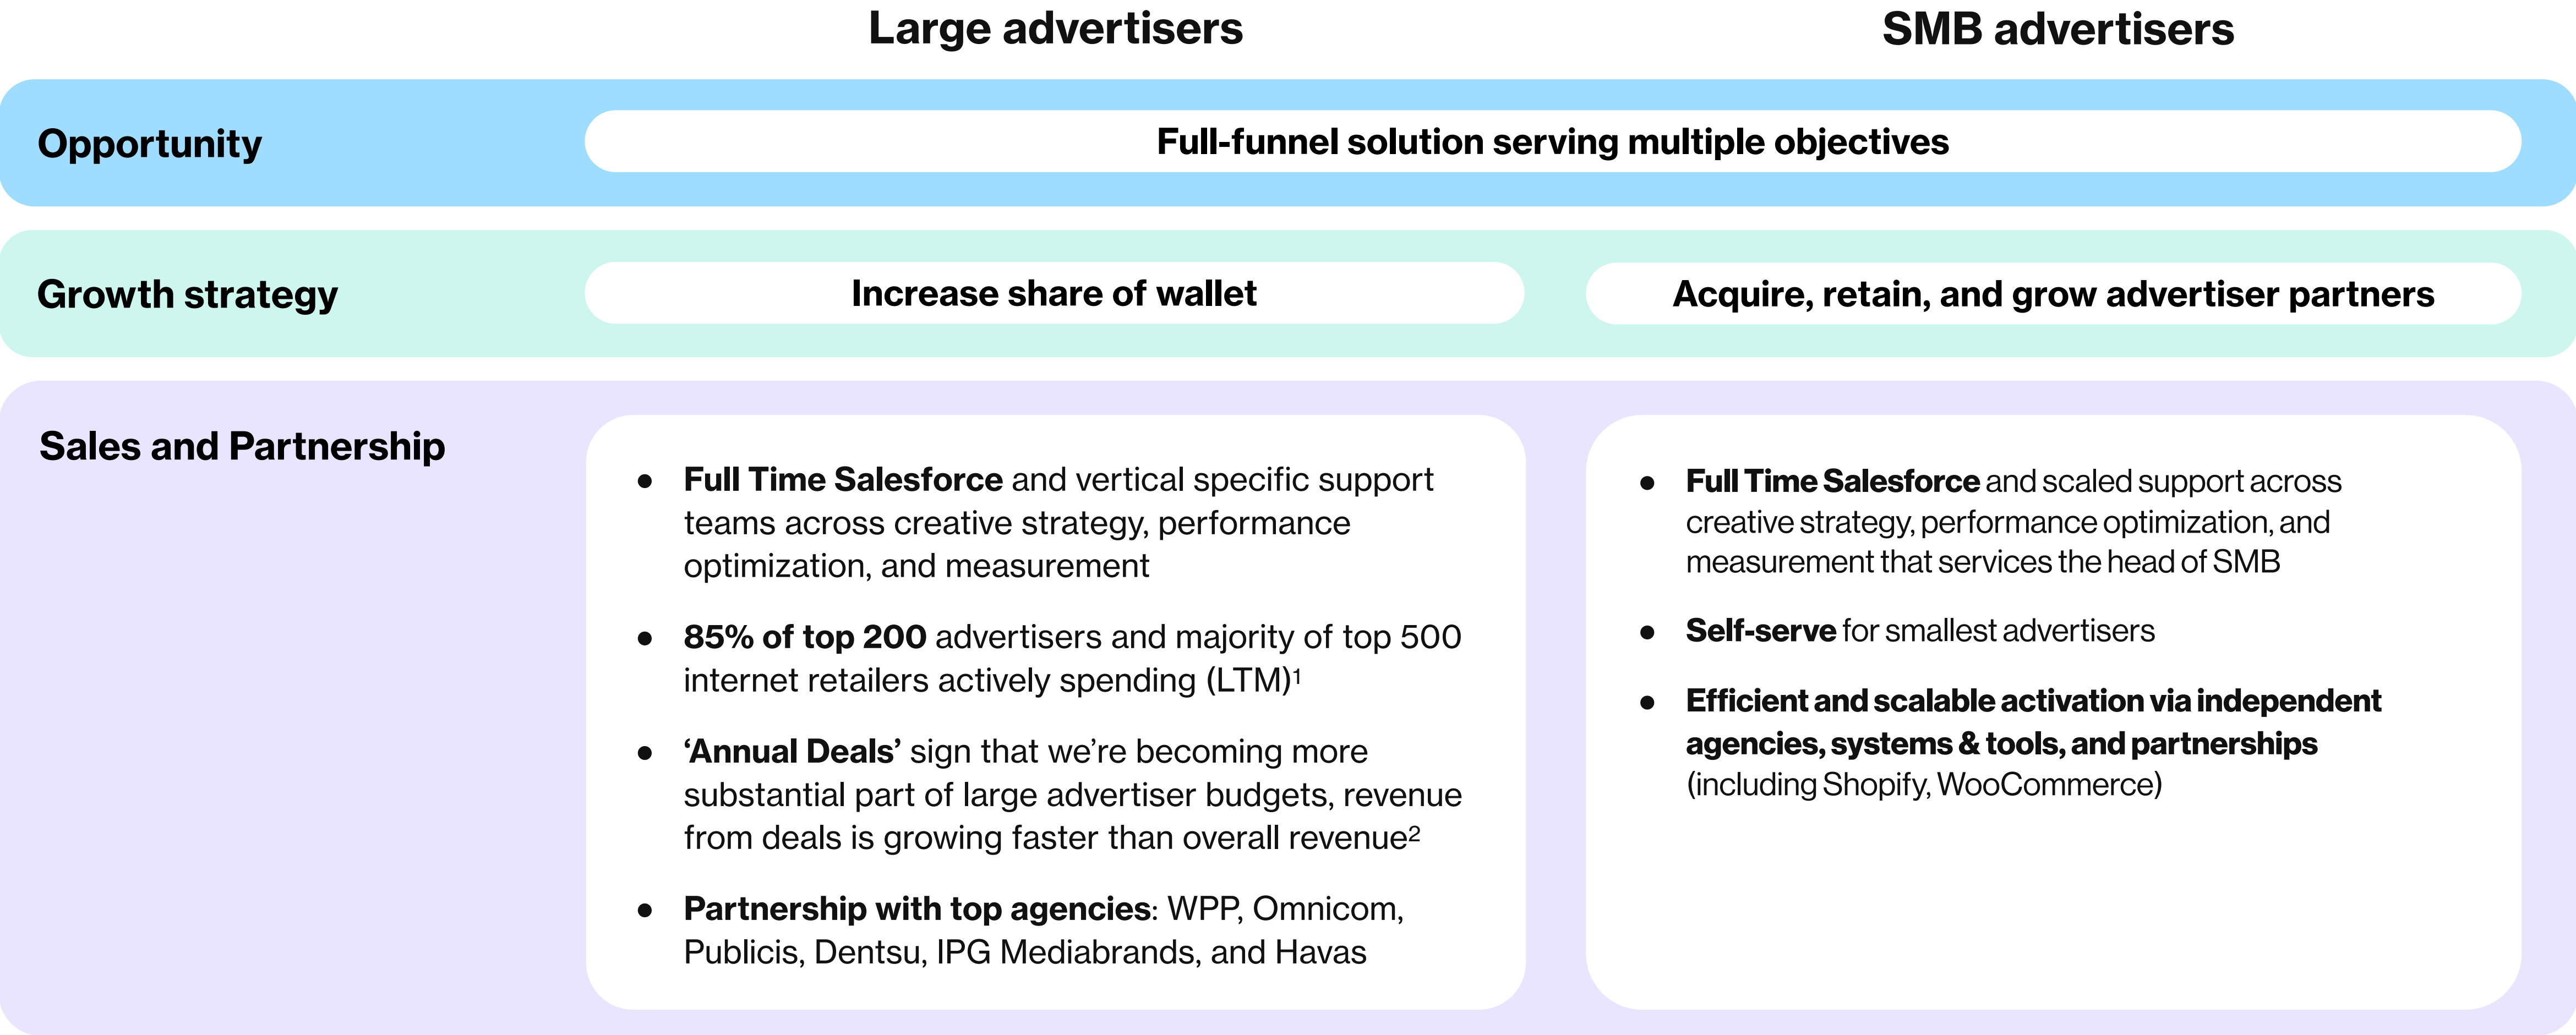 Large advertisers
SMB advertisers
Opportunity
Full-funnel solution serving multiple objectives
Growth strategy
Increase share of wallet
Acquire, retain, and grow advertiser partners
Sales and Partnership
● Full Time Salesforce and vertical specific support
teams across creative strategy, performance
optimization, and measurement
● 85% of top 200 advertisers and majority of top 500
internet retailers actively spending (LTM)¹
● ‘Annual Deals’ sign that we’re becoming more
substantial part of large advertiser budgets, revenue
from deals is growing faster than overall revenue²
● Partnership with top agencies: WPP, Omnicom,
Publicis, Dentsu, IPG Mediabrands, and Havas
● Full Time Salesforce and scaled support across
creative strategy, performance optimization, and
measurement that services the head of SMB
● Self-serve for smallest advertisers
● Efficient and scalable activation via independent
agencies, systems & tools, and partnerships
(including Shopify, WooCommerce)